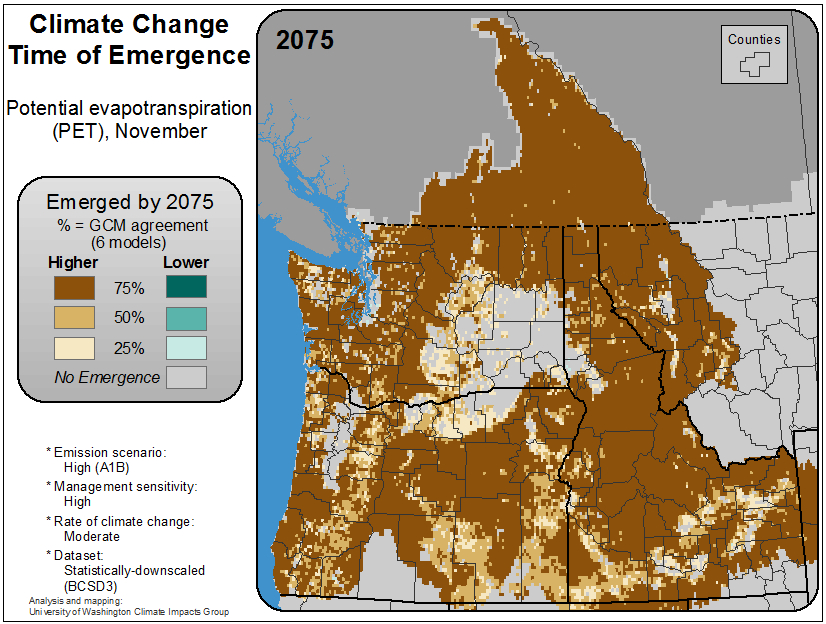 Climate Change
Time of Emergence
Potential evapotranspiration
(PET), November
Emerged by 2075
% = GCM agreement
(6 models)
Higher Lower
75%
50%
25%
No Emergence
* Emission scenario:
High (A1B)
* Management sensitivity:
High
* Rate of climate change:
Moderate
* Dataset:
Statistically-downscaled
(BCSD3)
Analysis and mapping:
University of Washington Climate Impacts Group
2075
Counties